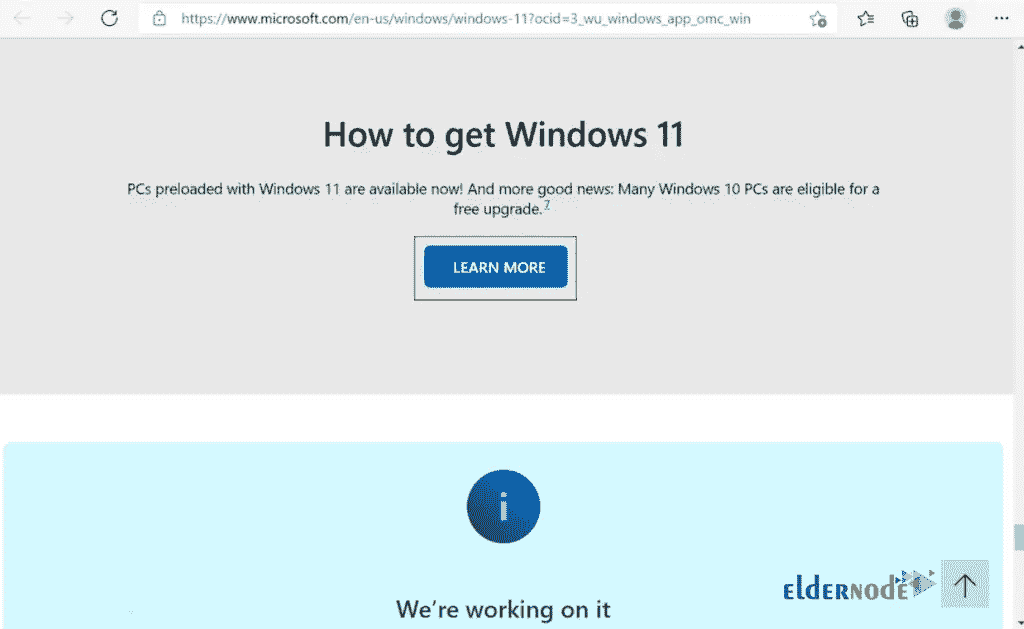 https://www.microsoft.com/en-us/windows/windows-11?ocid=3_wu_windows_app_omc_win
How to get Windows 11
PCs preloaded with Windows 11 are available now! And more good news: Many Windows 10 PCs are eligible for a
free upgrade.7
LEARN MORE
i
We're working on it
ELDERNODE